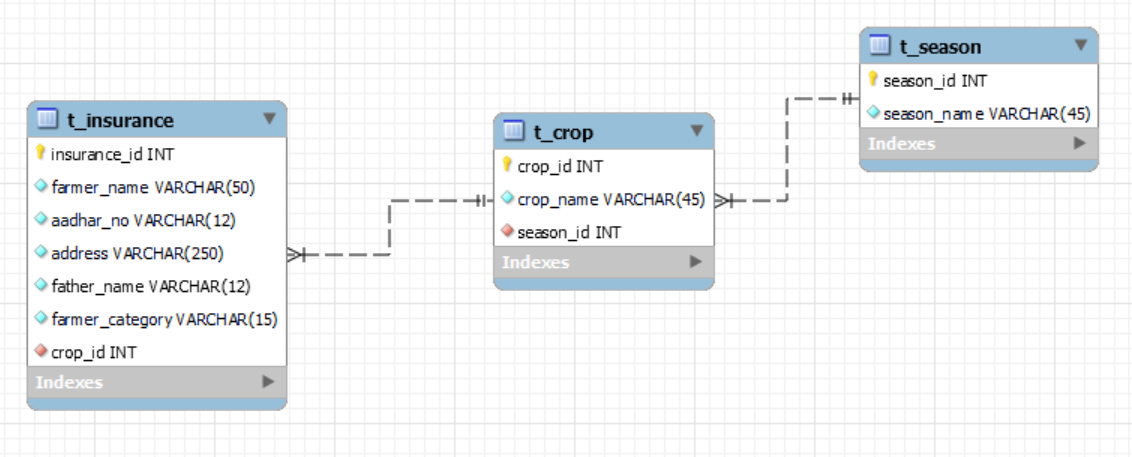 t_insurance
insurance_id INT
farmer_name VARCHAR(50)
aadhar_no VARCHAR(12)
address VARCHAR(250)
father_name VARCHAR(12)
farmer_category VARCHAR(15)
crop_id INT
Indexes
t_crop
crop_id INT
crop_name VARCHAR(45)
season_id INT
Indexes
t_season
season_id INT
season_name VARCHAR(45)
Indexes